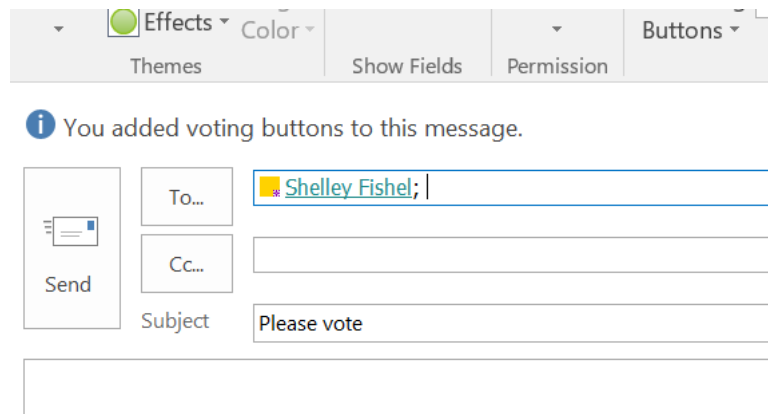 Effects
Color
Buttons
Themes
Show Fields
Permission
You added voting buttons to this message.
To...
Shelley Fishel;
Cc...
Send
Subject
Please vote